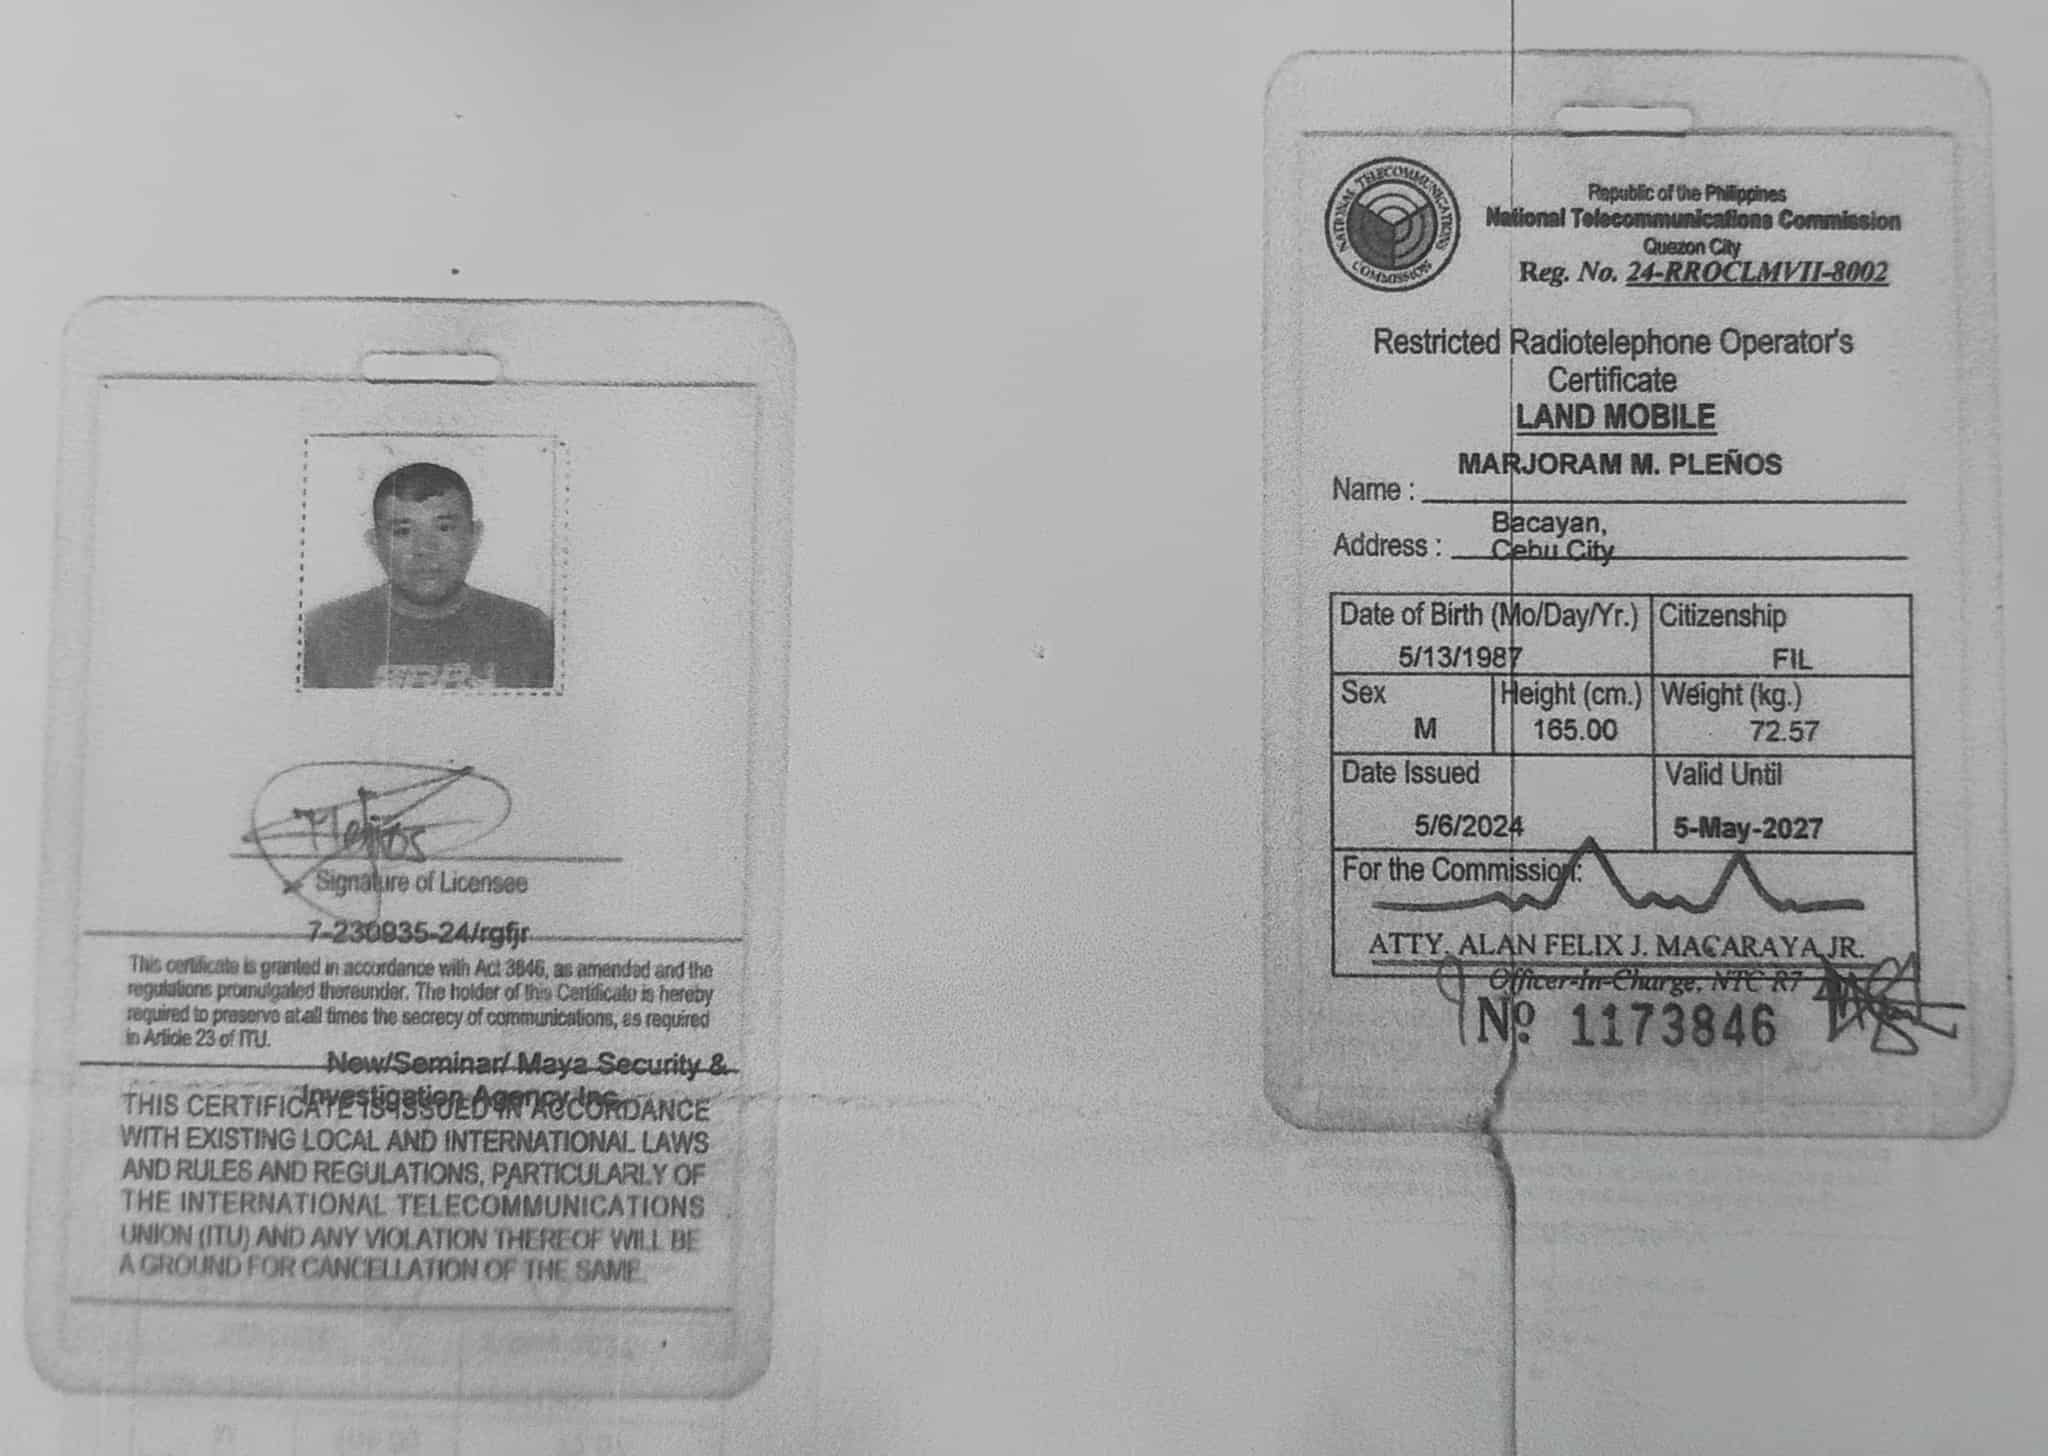 Pleños
Signature of Licensee
7-230935-24/rgfjr
This certificate is granted in accordance with Act 3846, as amended and the
regulations promulgated thereunder. The holder of this Certificate is hereby
required to preserve at all times the secrecy of communications, as required
in Article 23 of ITU.
New/Seminar/ Maya Security &
Investigation Agency Inc.
THIS CERTIFICATE IS ISSUED IN ACCORDANCE
WITH EXISTING LOCAL AND INTERNATIONAL LAWS
AND RULES AND REGULATIONS, PARTICULARLY OF
THE INTERNATIONAL TELECOMMUNICATIONS
UNION (ITU) AND ANY VIOLATION THEREOF WILL BE
A GROUND FOR CANCELLATION OF THE SAME.
NATIONAL TELECOMMUNICATIONS COMMISSION
Republic of the Philippines
National Telecommunications Commission
Quezon City
Reg. No. 24-RROCLMVII-8002
Restricted Radiotelephone Operator's
Certificate
LAND MOBILE
MARJORAM M. PLEÑOS
Name :
Bacayan,
Address : Cebu City
Date of Birth (Mo/Day/Yr.) Citizenship
5/13/1987 FIL
Sex Height (cm.) Weight (kg.)
M 165.00 72.57
Date Issued Valid Until
5/6/2024 5-May-2027
For the Commission:
ATTY. ALAN FELIX J. MACARAYA JR.
Officer-In-Charge, NTC R7
Nº 1173846